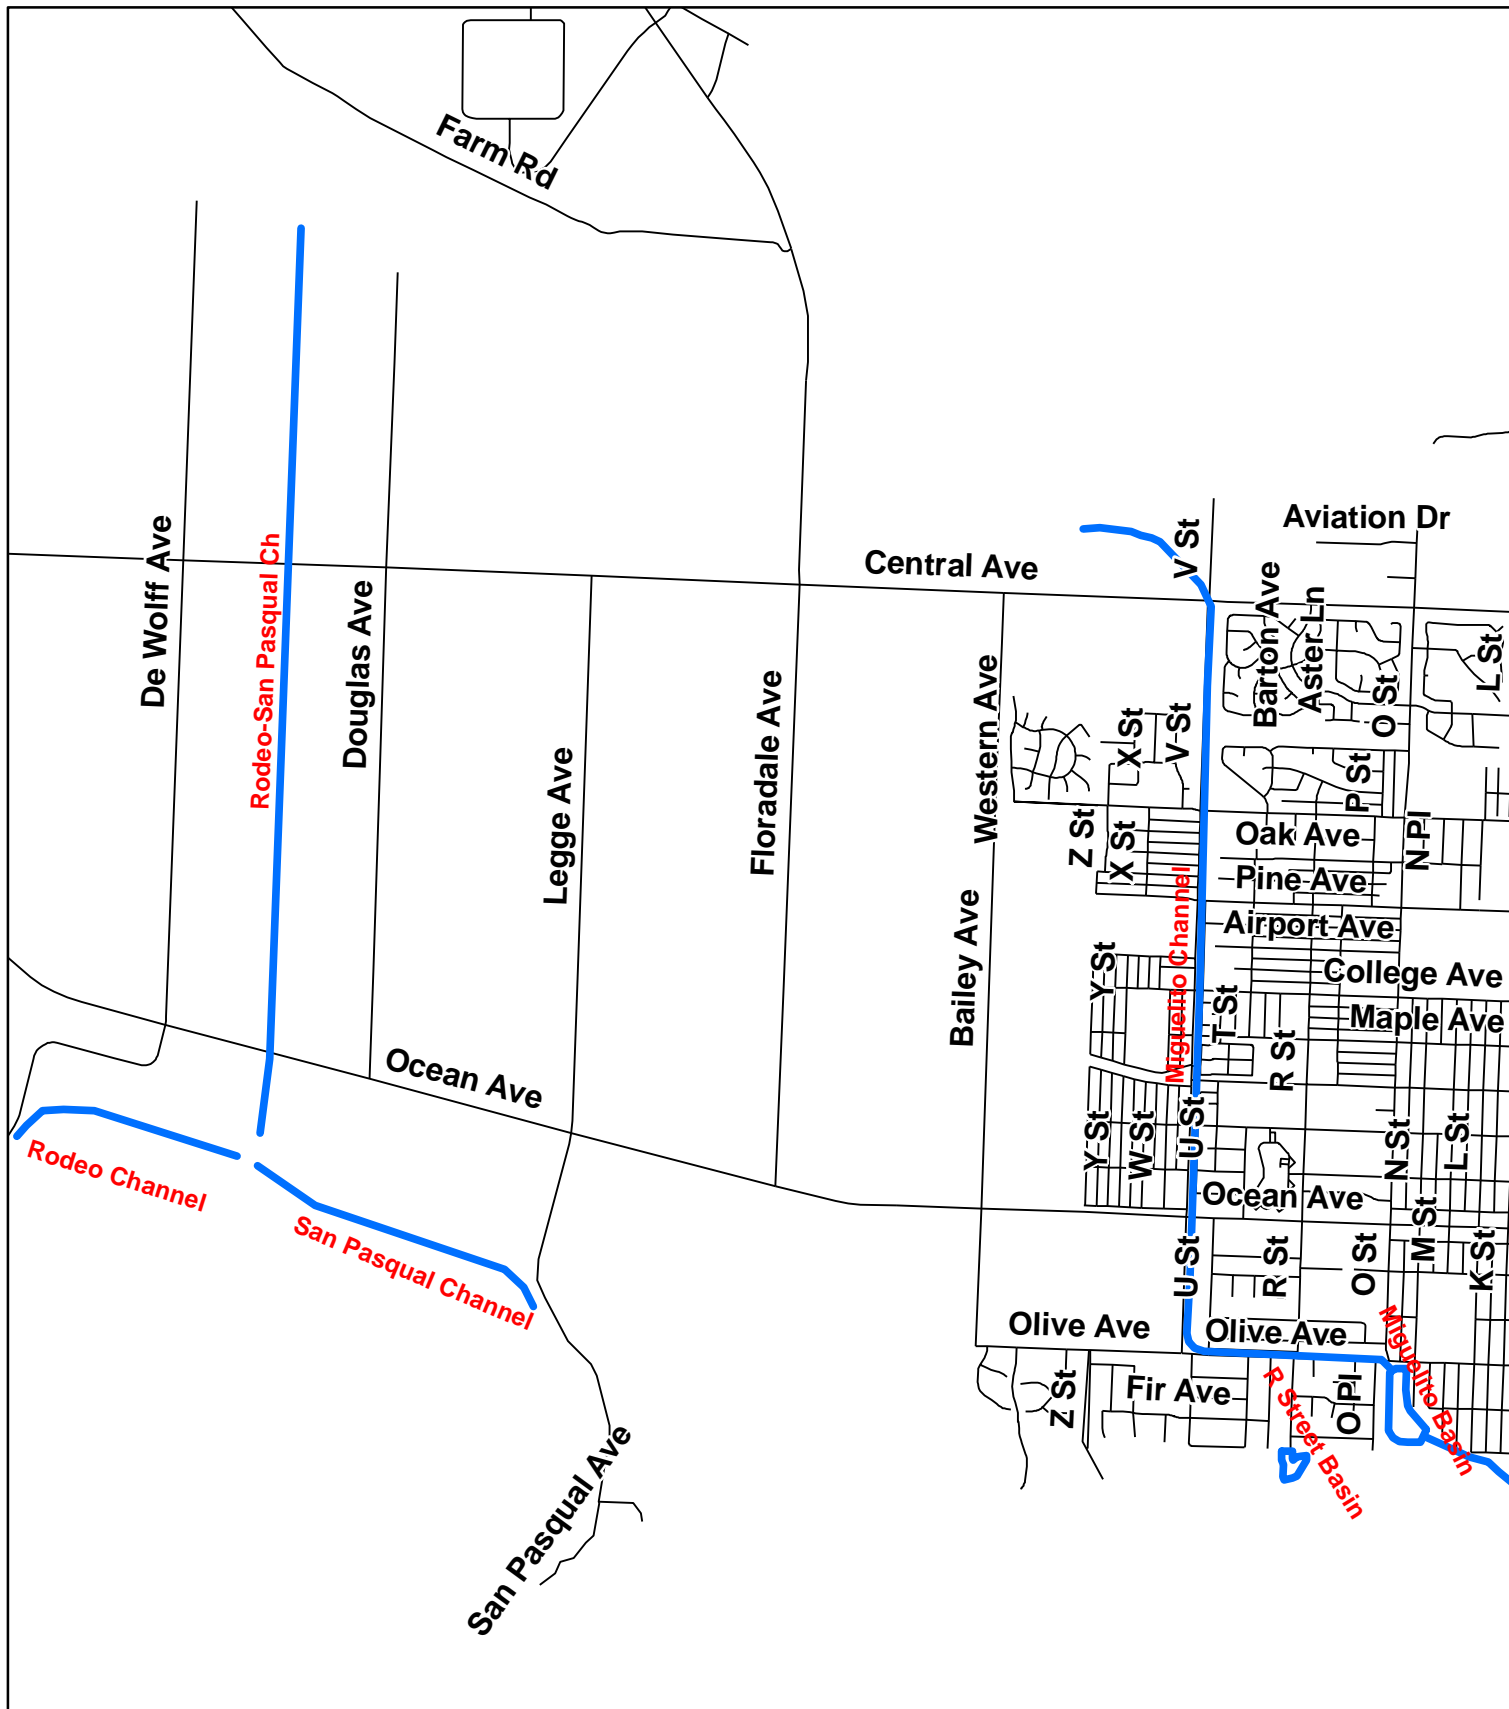 Farm Rd
Aviation Dr
V St
Central Ave
De Wolff Ave
Rodeo-San Pasqual Ch
Douglas Ave
Barton Ave
Aster Ln
L St
O St
Western Ave
Floradale Ave
Legge Ave
X St
V St
P St
Z St
X St
Oak Ave
N Pl
Pine Ave
Miguelito Channel
Airport Ave
Bailey Ave
Y St
College Ave
T St
Maple Ave
R St
Ocean Ave
Y St
W St
U St
N St
L St
Rodeo Channel
Ocean Ave
M St
San Pasqual Channel
U St
R St
O St
K St
Olive Ave
Olive Ave
Miguelito Basin
Z St
Fir Ave
R Street Basin
O Pl
San Pasqual Ave